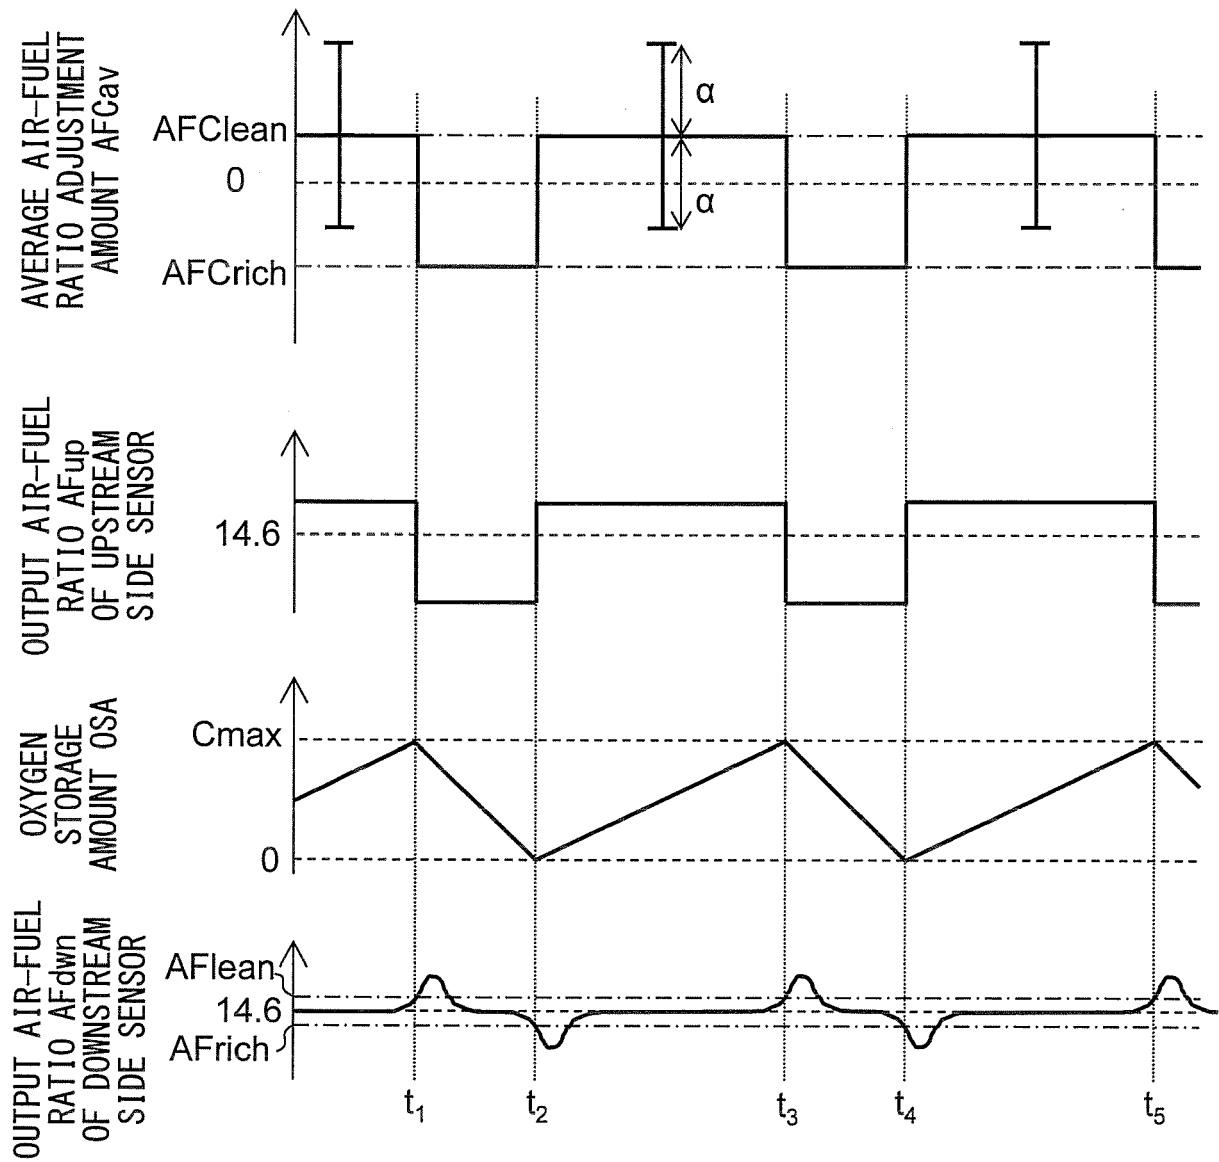 AVERAGE AIR-FUEL
RATIO ADJUSTMENT
AMOUNT AFCav
AFClean
0
AFCrich
α
α
OUTPUT AIR-FUEL
RATIO AFup
OF UPSTREAM
SIDE SENSOR
14.6
OXYGEN
STORAGE
AMOUNT OSA
Cmax
0
OUTPUT AIR-FUEL
RATIO AFdwn
OF DOWNSTREAM
SIDE SENSOR
AFlean
14.6
AFrich
t1 t2 t3 t4 t5